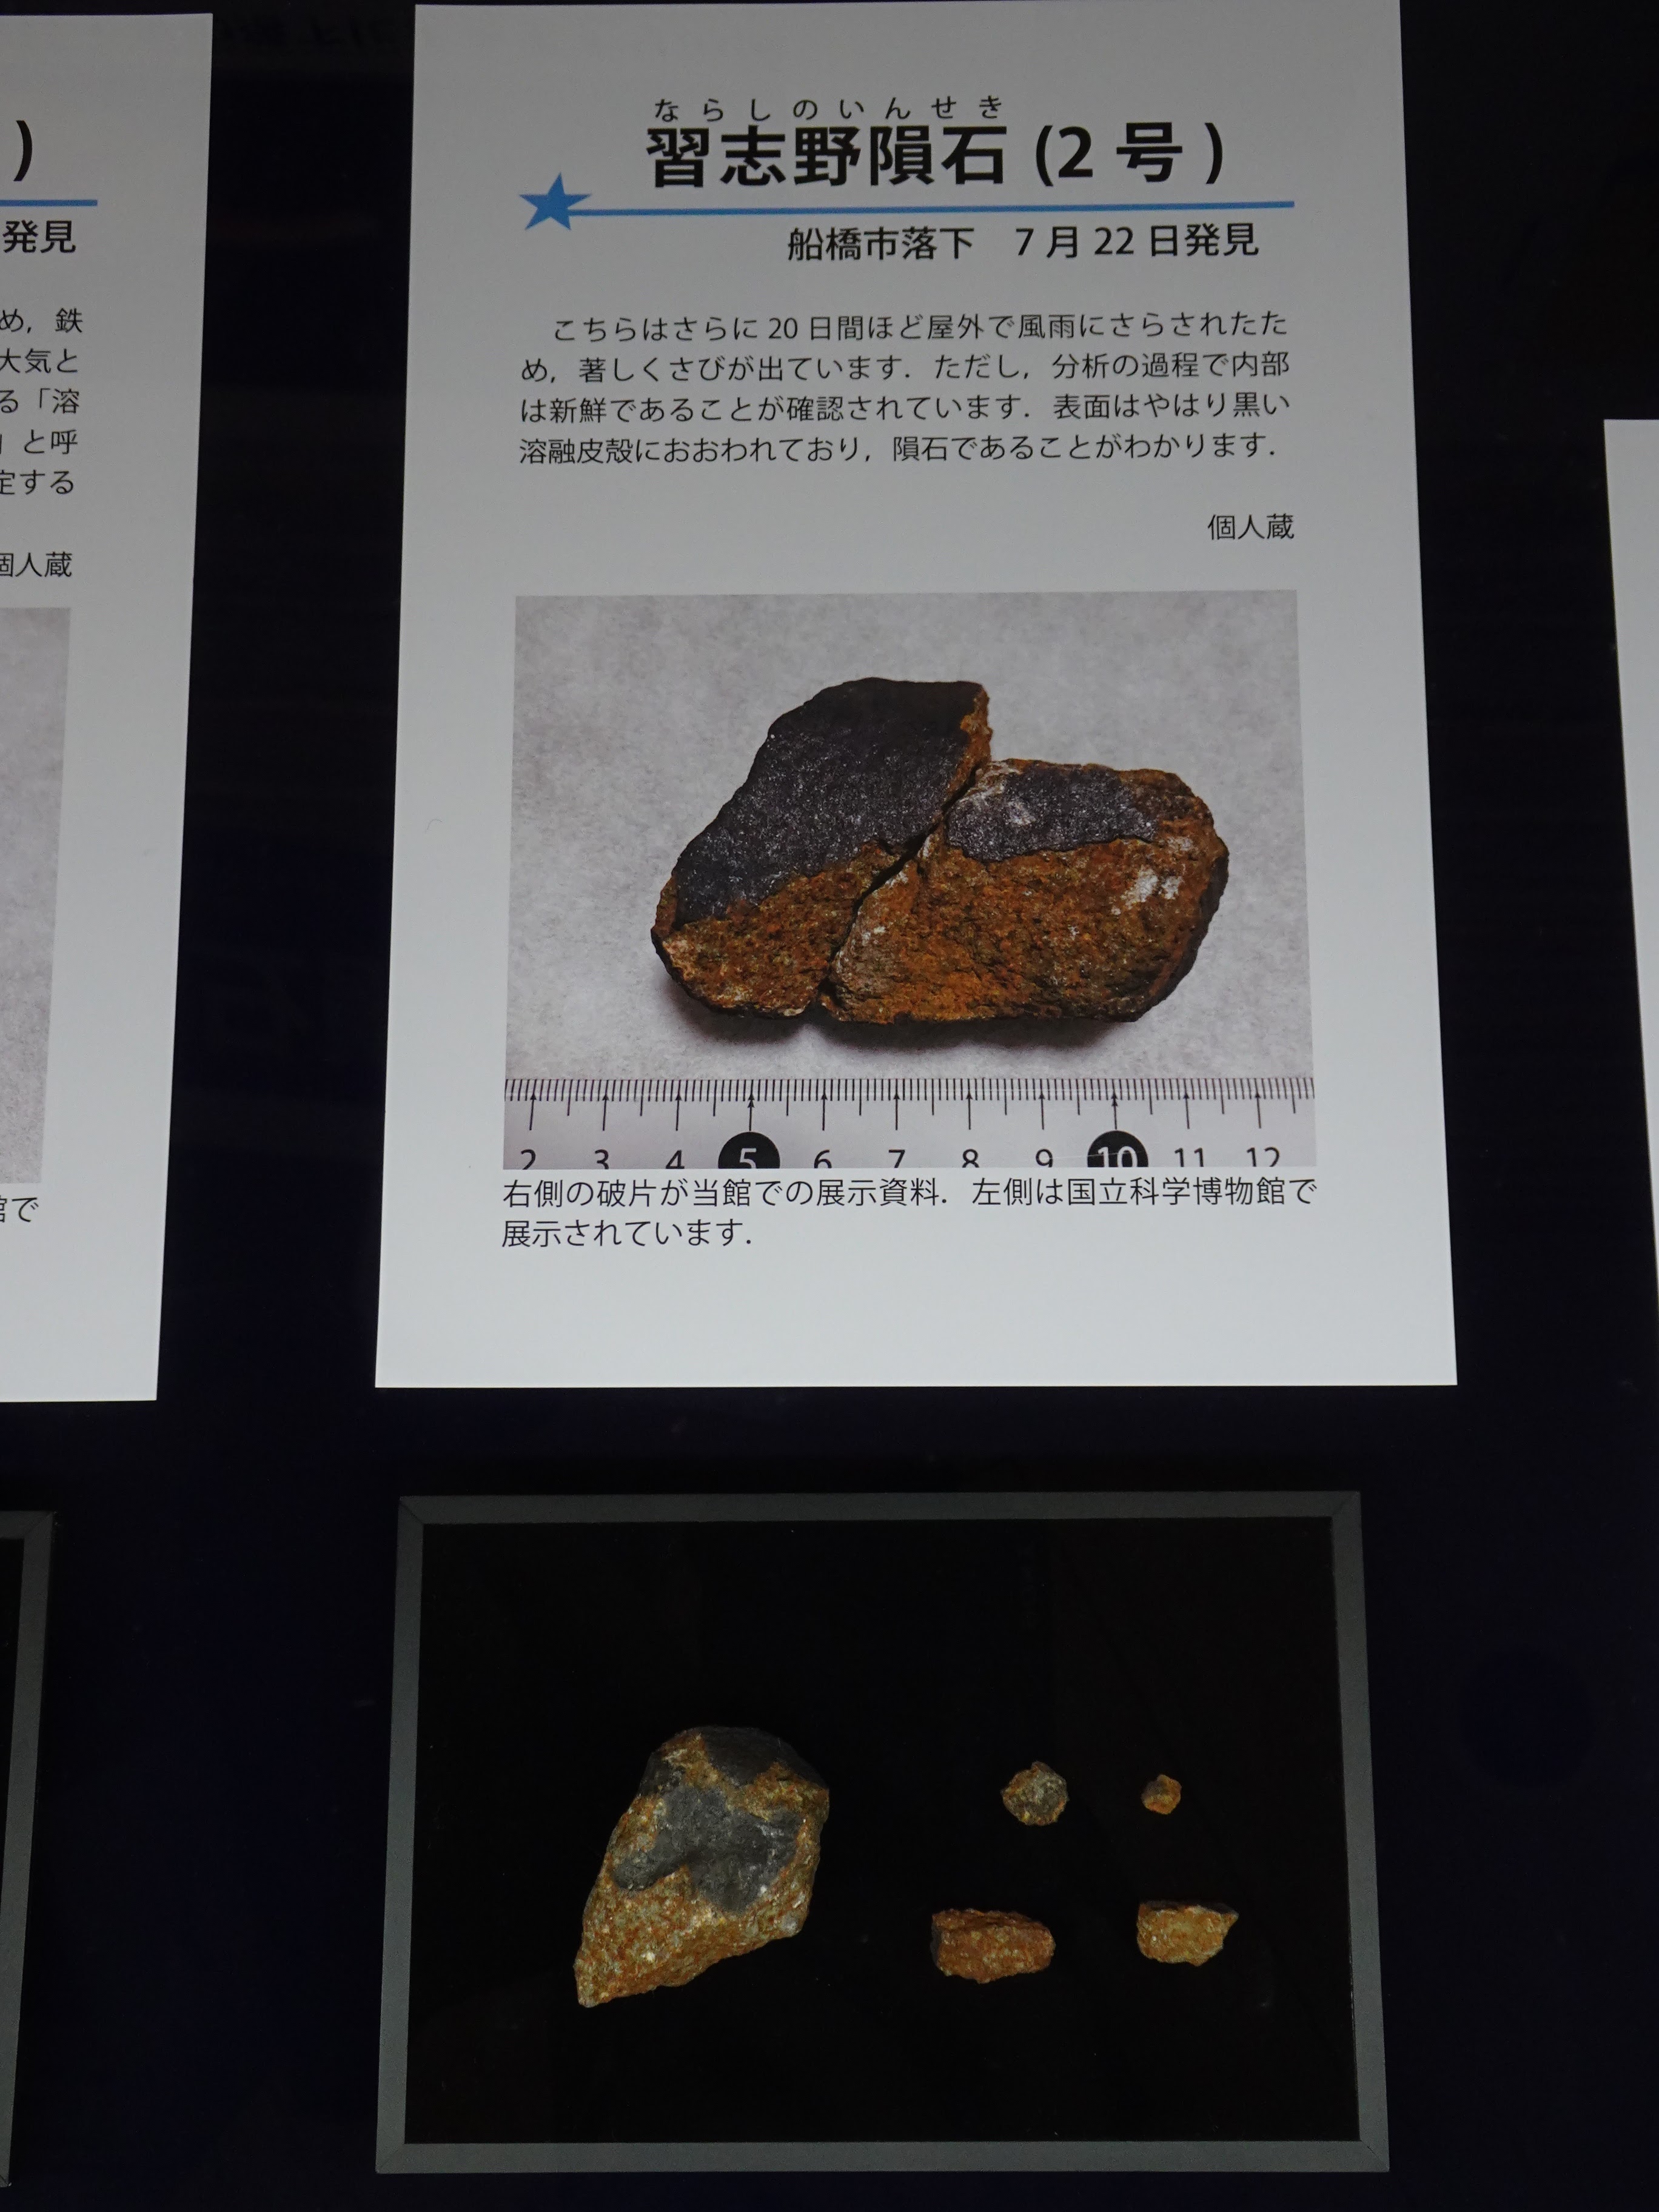 )
発見
め，鉄
大気と
る「溶
」と呼
定する
個人蔵
館で
ならしのいんせき
習志野隕石 (2 号 )
船橋市落下　7 月 22 日発見
こちらはさらに 20 日間ほど屋外で風雨にさらされたた
め，著しくさびが出ています．ただし，分析の過程で内部
は新鮮であることが確認されています．表面はやはり黒い
溶融皮殻におおわれており，隕石であることがわかります．
個人蔵
2 3 4 5 6 7 8 9 10 11 12
右側の破片が当館での展示資料．左側は国立科学博物館で
展示されています．